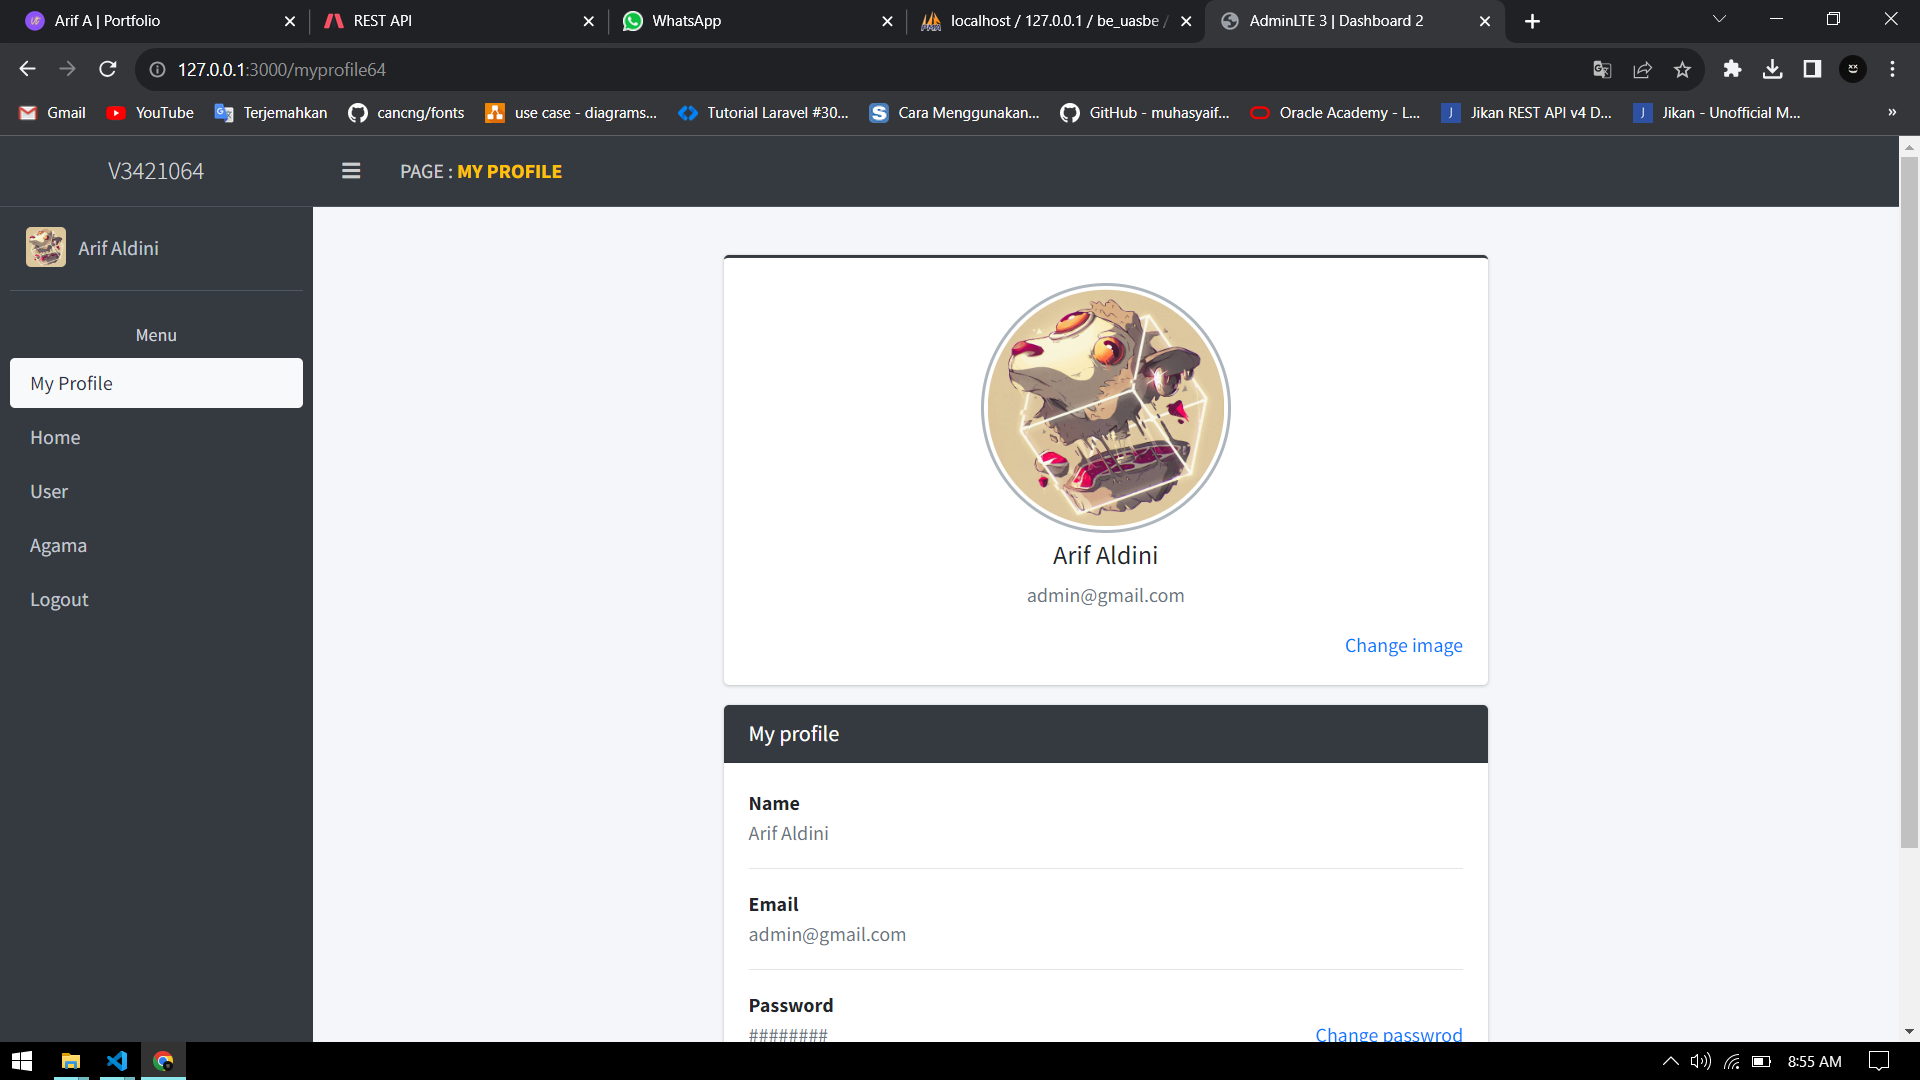 Arif A | Portfolio
REST API
WhatsApp
localhost / 127.0.0.1 / be_uasbe /
AdminLTE 3 | Dashboard 2
127.0.0.1:3000/myprofile64
Gmail
YouTube
Terjemahkan
cancng/fonts
use case - diagrams...
Tutorial Laravel #30...
Cara Menggunakan...
GitHub - muhasyaif...
Oracle Academy - L...
Jikan REST API v4 D...
Jikan - Unofficial M...
»
V3421064
PAGE : MY PROFILE
Arif Aldini
Menu
My Profile
Home
User
Agama
Logout
Arif Aldini
admin@gmail.com
Change image
My profile
Name
Arif Aldini
Email
admin@gmail.com
Password
########
Change passwrod
8:55 AM